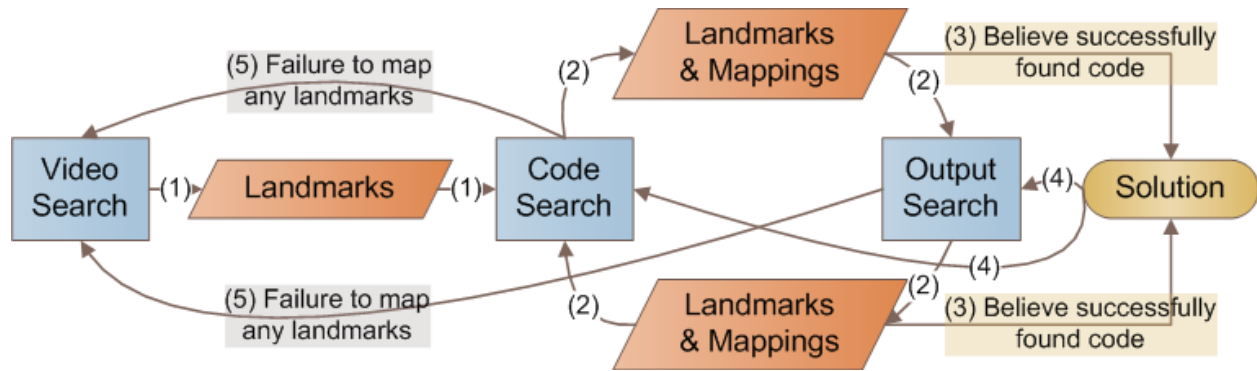 Landmarks
& Mappings
(3) Believe successfully
found code
(5) Failure to map
any landmarks
(2)
(2)
Video
Search
(1)
Landmarks
(1)
Code
Search
Output
Search
(4)
Solution
(4)
(5) Failure to map
any landmarks
(2)
(2)
Landmarks
& Mappings
(3) Believe successfully
found code